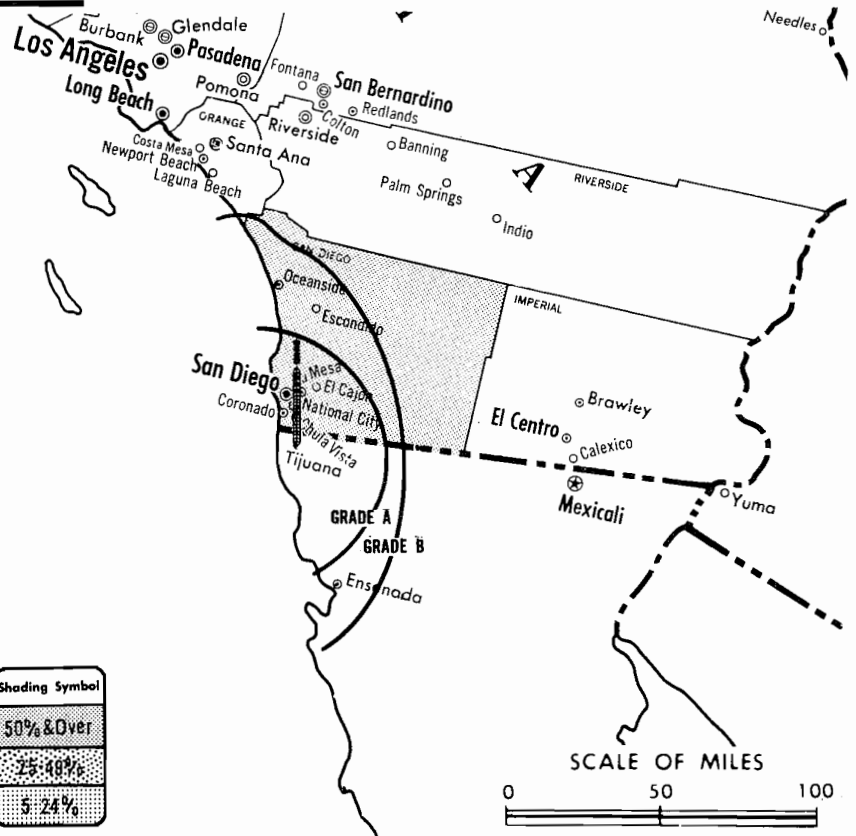 Needles
Burbank
Glendale
Los Angeles
Pasadena
Pomona
Fontana
San Bernardino
Long Beach
Redlands
Colton
ORANGE
Riverside
Costa Mesa
Santa Ana
Banning
Newport Beach
Laguna Beach
Palm Springs
A
RIVERSIDE
Indio
SAN DIEGO
Oceanside
IMPERIAL
Escondido
San Diego
Mesa
El Cajon
Coronado
National City
Chula Vista
Brawley
El Centro
Calexico
Tijuana
Mexicali
Yuma
GRADE A
GRADE B
Ensenada
Shading Symbol
50% &Over
25-49%
5-24%
SCALE OF MILES
0 50 100